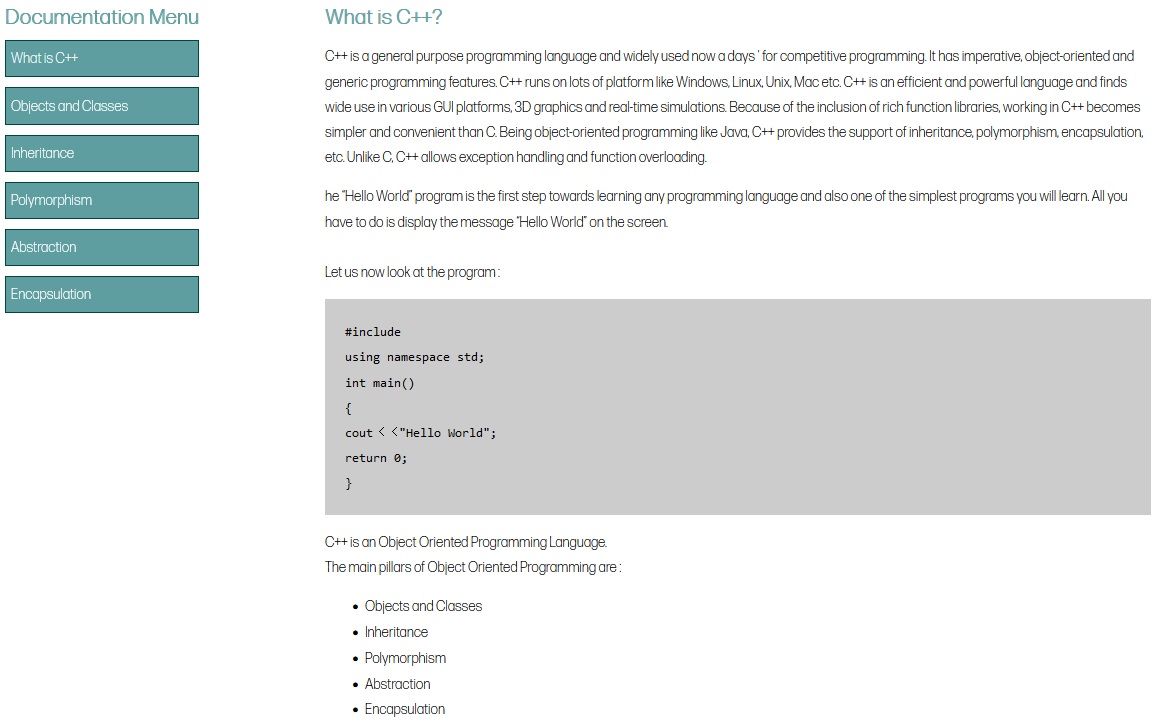 Documentation Menu
What is C++
Objects and Classes
Inheritance
Polymorphism
Abstraction
Encapsulation
What is C++?
C++ is a general purpose programming language and widely used now a days ' for competitive programming. It has imperative, object-oriented and
generic programming features. C++ runs on lots of platform like Windows, Linux, Unix, Mac etc. C++ is an efficient and powerful language and finds
wide use in various GUI platforms, 3D graphics and real-time simulations. Because of the inclusion of rich function libraries, working in C++ becomes
simpler and convenient than C. Being object-oriented programming like Java, C++ provides the support of inheritance, polymorphism, encapsulation,
etc. Unlike C, C++ allows exception handling and function overloading.
he "Hello World" program is the first step towards learning any programming language and also one of the simplest programs you will learn. All you
have to do is display the message "Hello World" on the screen.
Let us now look at the program :
#include
using namespace std;
int main()
{
cout < <"Hello World";
return 0;
}
C++ is an Object Oriented Programming Language.
The main pillars of Object Oriented Programming are :
• Objects and Classes
• Inheritance
• Polymorphism
• Abstraction
• Encapsulation